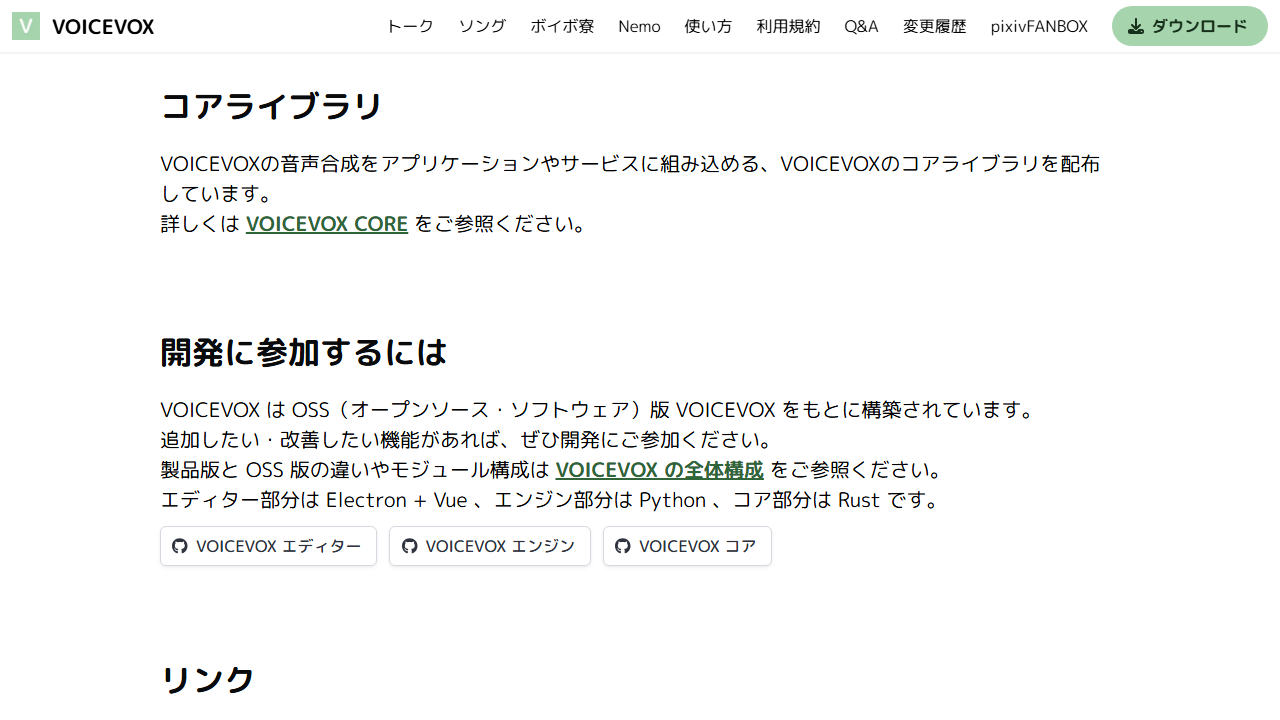 V VOICEVOX トーク ソング ボイボ寮 Nemo 使い方 利用規約 Q&A 変更履歴 pixivFANBOX ダウンロード
コアライブラリ
VOICEVOXの音声合成をアプリケーションやサービスに組み込める、VOICEVOXのコアライブラリを配布
しています。
詳しくは VOICEVOX CORE をご参照ください。
開発に参加するには
VOICEVOX は OSS（オープンソース・ソフトウェア）版 VOICEVOX をもとに構築されています。
追加したい・改善したい機能があれば、ぜひ開発にご参加ください。
製品版と OSS 版の違いやモジュール構成は VOICEVOX の全体構成 をご参照ください。
エディター部分は Electron + Vue 、エンジン部分は Python 、コア部分は Rust です。
VOICEVOX エディター VOICEVOX エンジン VOICEVOX コア
リンク